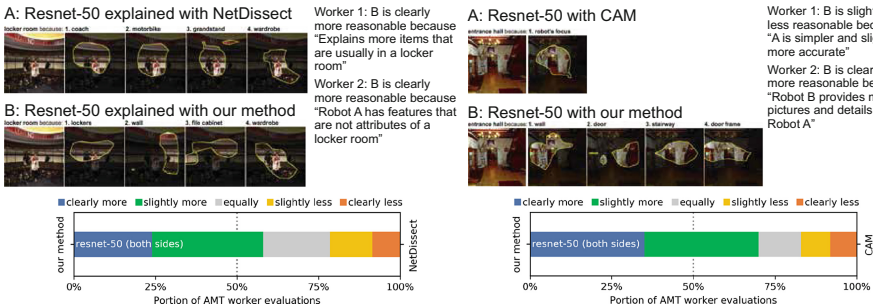 A: Resnet-50 explained with NetDissect
locker room because: 1. coach 2. motorbike 3. grandstand 4. wardrobe
Worker 1: B is clearly
more reasonable because
“Explains more items that
are usually in a locker
room”
Worker 2: B is clearly
more reasonable because
“Robot A has features that
are not attributes of a
locker room”
B: Resnet-50 explained with our method
locker room because: 1. lockers 2. wall 3. file cabinet 4. wardrobe
clearly more slightly more equally slightly less clearly less
our method
resnet-50 (both sides)
NetDissect
0% 25% 50% 75% 100%
Portion of AMT worker evaluations
A: Resnet-50 with CAM
entrance hall because: 1. robot's focus
Worker 1: B is slight
less reasonable bec
“A is simpler and slig
more accurate”
Worker 2: B is clear
more reasonable be
“Robot B provides m
pictures and details
Robot A”
B: Resnet-50 with our method
entrance hall because: 1. wall 2. door 3. stairway 4. door frame
clearly more slightly more equally slightly less clearly less
our method
resnet-50 (both sides)
CAM
0% 25% 50% 75% 100%
Portion of AMT worker evaluations